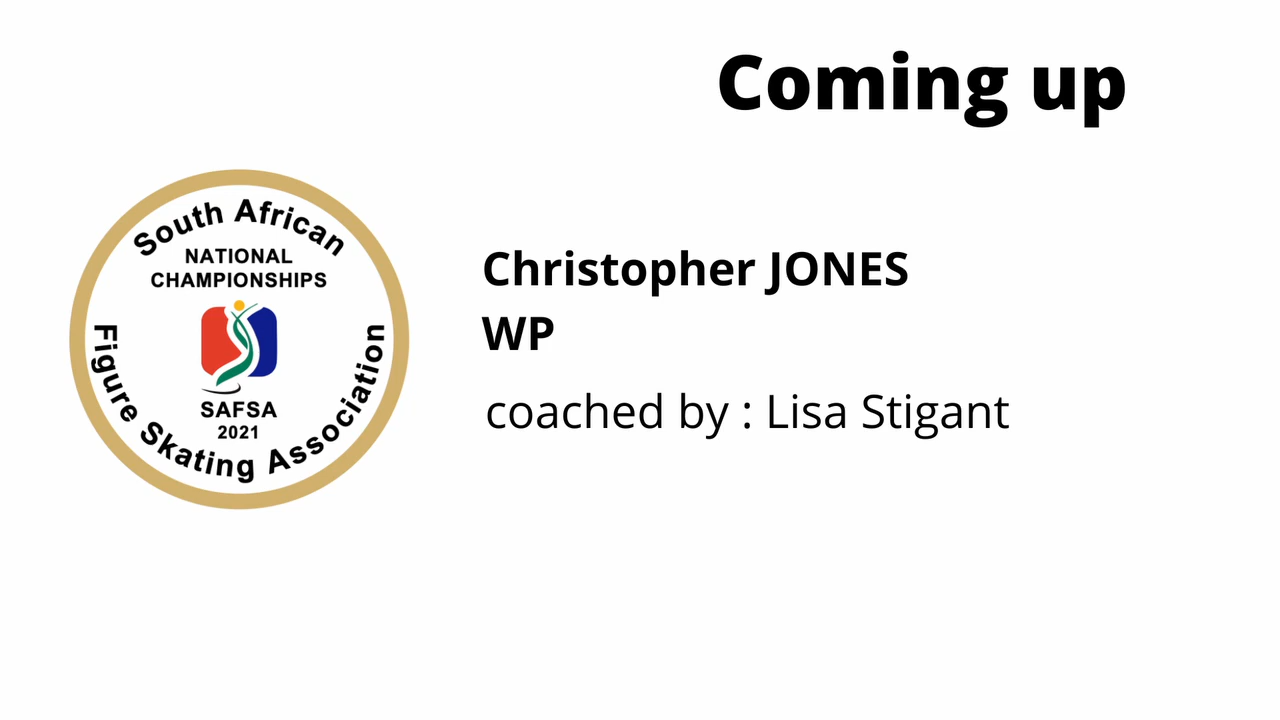 Coming up
South African
NATIONAL
CHAMPIONSHIPS
SAFSA
2021
Figure Skating Association
Christopher JONES
WP
coached by : Lisa Stigant